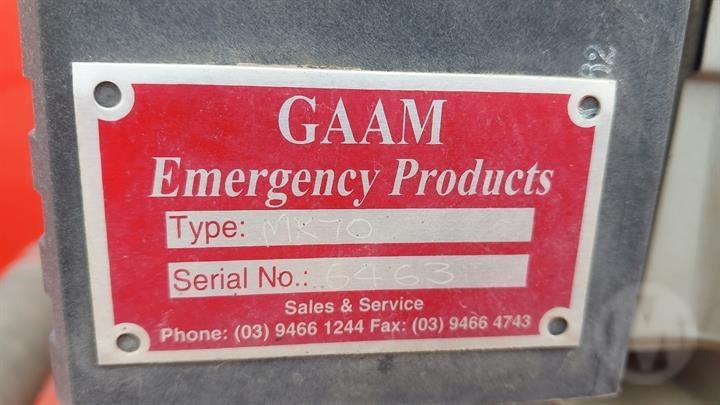 GAAM
Emergency Products
Type: MK70
Serial No.: 6463
Sales & Service
Phone: (03) 9466 1244 Fax: (03) 9466 4743